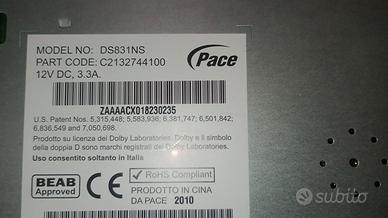 MODEL NO: DS831NS
PART CODE: C2132744100
12V DC, 3.3A.
Pace
ZAAAACX018230235
U.S. Patent Nos. 5,315,448; 5,583,936; 6,381,747; 6,501,842;
6,836,549 and 7,050,698.
Prodotto su licenza dei Dolby Laboratories. Dolby e il simbolo
della doppia D sono marchi registrati dei Dolby Laboratories.
Uso consentito soltanto in Italia
BEAB
Approved
RoHS Compliant
PRODOTTO IN CINA
DA PACE 2010
subito